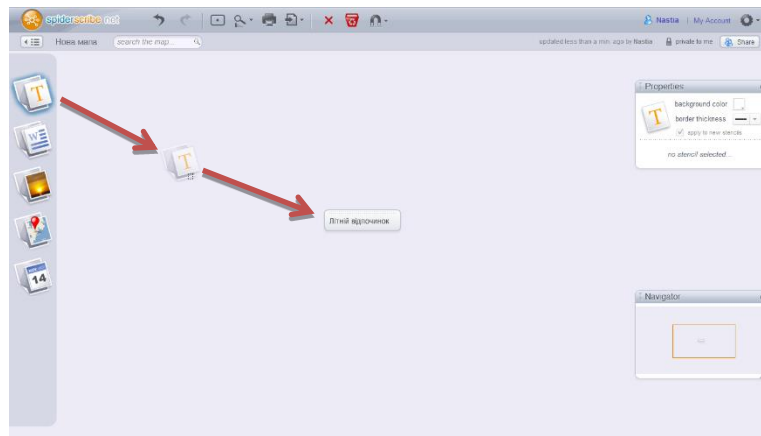 spiderscribe.net
Nastia | My Account
Нова мапа
search the map...
updated less than a min. ago by Nastia
private to me
Share
T
W
14
T
Літній відпочинок
Properties
T
background color
border thickness
apply to new stencils
no stencil selected...
Navigator